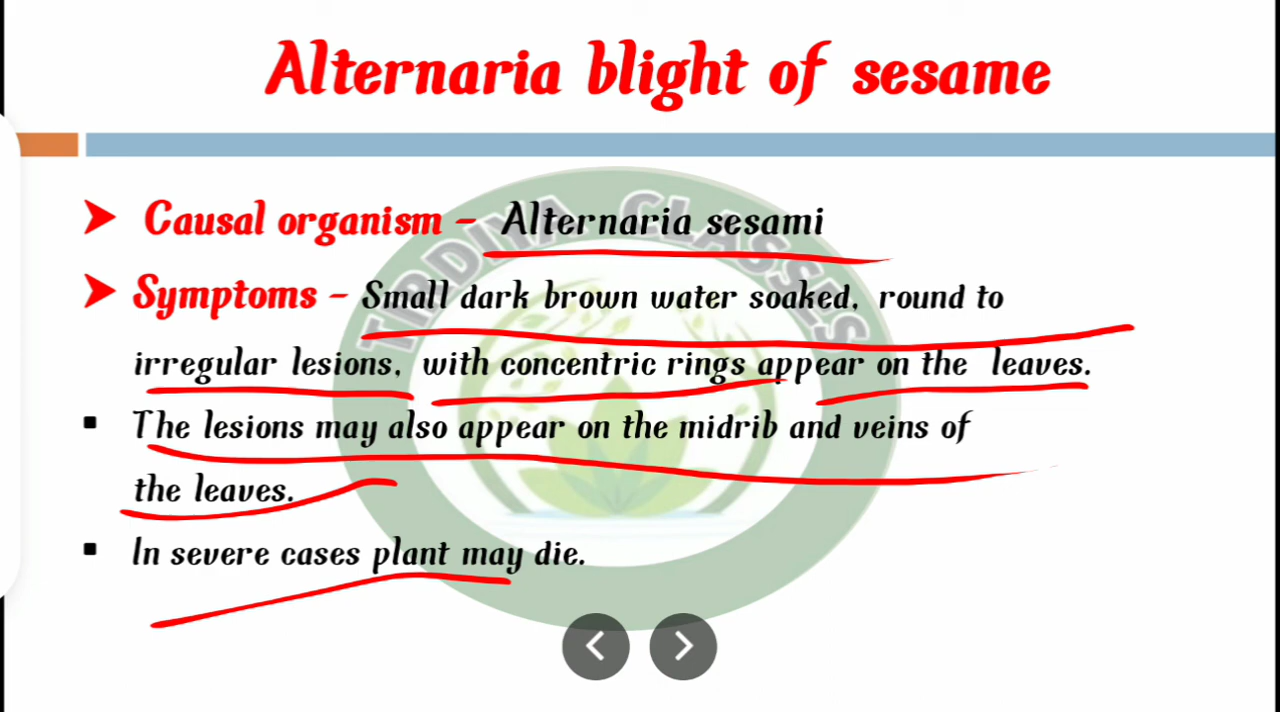 Alternaria blight of sesame
Causal organism - Alternaria sesami
Symptoms - Small dark brown water soaked, round to
irregular lesions, with concentric rings appear on the leaves.
The lesions may also appear on the midrib and veins of
the leaves.
In severe cases plant may die.